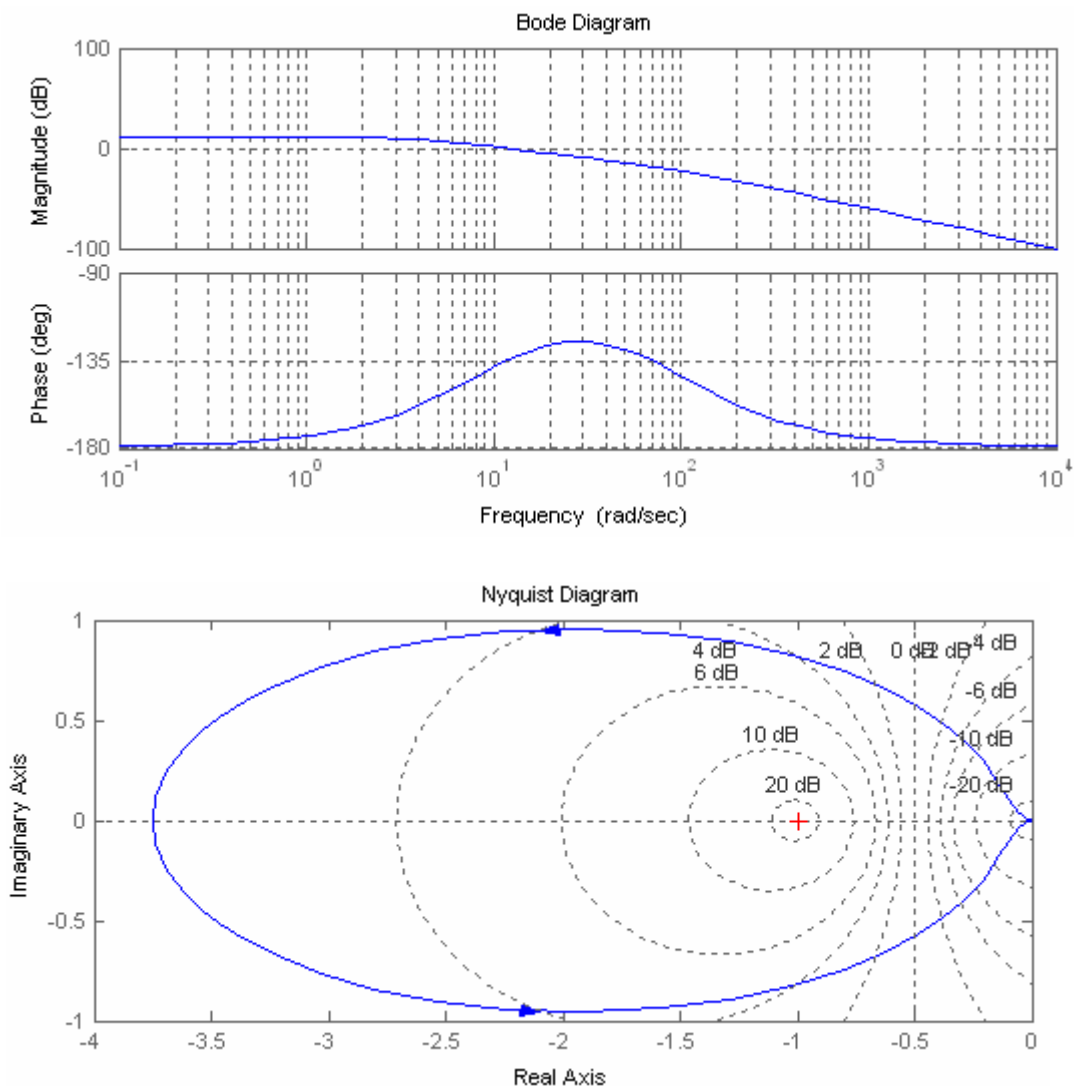 Bode Diagram
Magnitude (dB)
100
0
-100
Phase (deg)
-90
-135
-180
10^-1 10^0 10^1 10^2 10^3 10^4
Frequency (rad/sec)
Nyquist Diagram
Imaginary Axis
1
0.5
0
-0.5
-1
4 dB 2 dB 0 dB -2 dB -4 dB
6 dB -6 dB
10 dB -10 dB
20 dB -20 dB
-4 -3.5 -3 -2.5 -2 -1.5 -1 -0.5 0
Real Axis